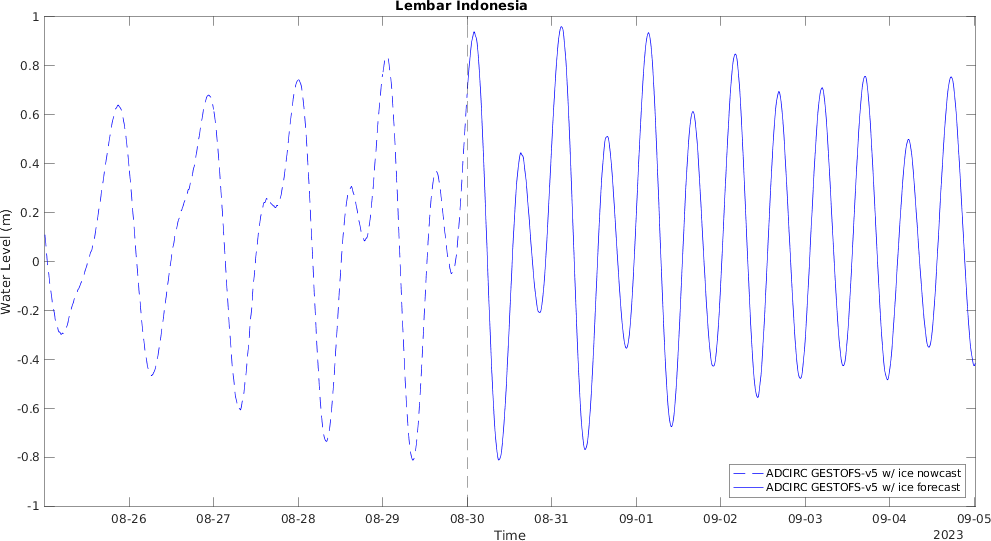 Lembar Indonesia
1
0.8
0.6
0.4
0.2
0
-0.2
-0.4
-0.6
-0.8
-1
Water Level (m)
ADCIRC GESTOFS-v5 w/ ice nowcast
ADCIRC GESTOFS-v5 w/ ice forecast
08-26 08-27 08-28 08-29 08-30 08-31 09-01 09-02 09-03 09-04 09-05
Time
2023